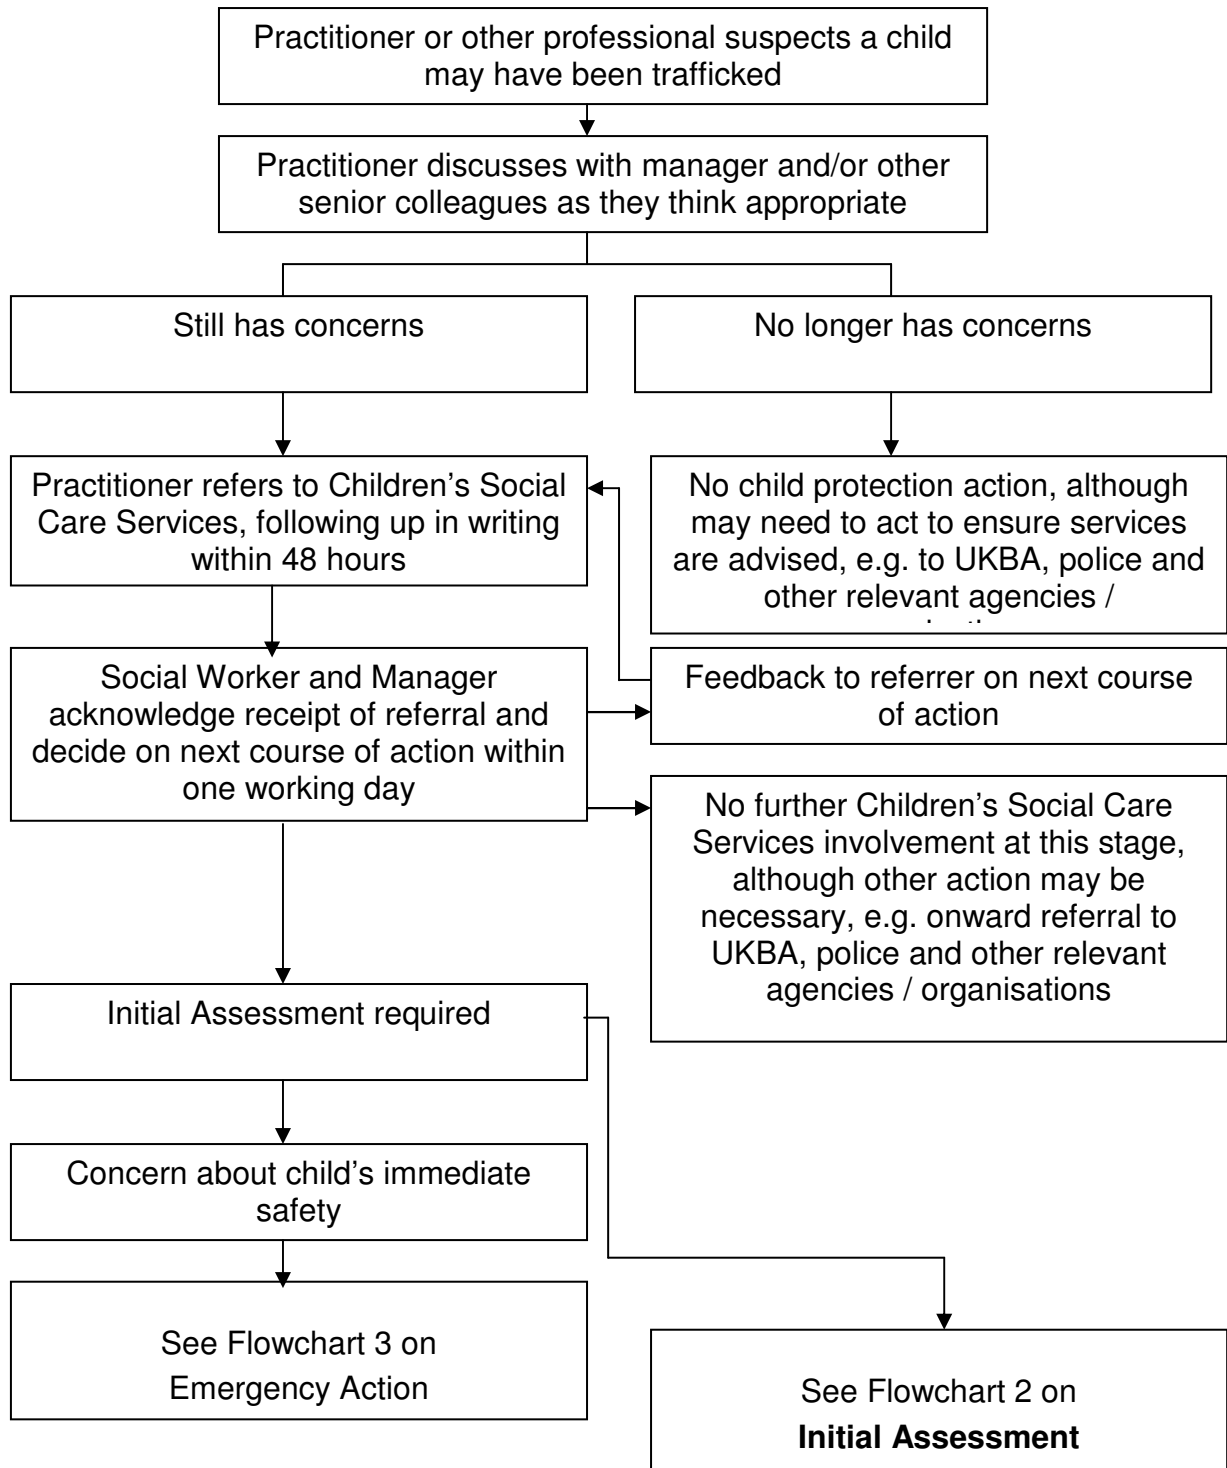 Practitioner or other professional suspects a child
may have been trafficked
Practitioner discusses with manager and/or other
senior colleagues as they think appropriate
Still has concerns
No longer has concerns
Practitioner refers to Children's Social
Care Services, following up in writing
within 48 hours
No child protection action, although
may need to act to ensure services
are advised, e.g. to UKBA, police and
other relevant agencies /
Social Worker and Manager
acknowledge receipt of referral and
decide on next course of action within
one working day
Feedback to referrer on next course
of action
No further Children's Social Care
Services involvement at this stage,
although other action may be
necessary, e.g. onward referral to
UKBA, police and other relevant
agencies / organisations
Initial Assessment required
Concern about child's immediate
safety
See Flowchart 3 on
Emergency Action
See Flowchart 2 on
Initial Assessment